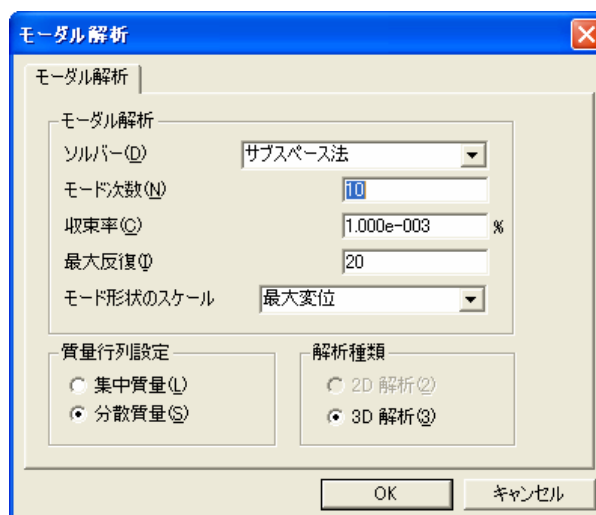 モーダル解析
モーダル解析
モーダル解析
ソルバー(D) サブスペース法
モード次数(N) 10
収束率(C) 1.000e-003 %
最大反復(I) 20
モード形状のスケール 最大変位
質量行列設定
集中質量(L)
分散質量(S)
解析種類
2D 解析(2)
3D 解析(3)
OK キャンセル